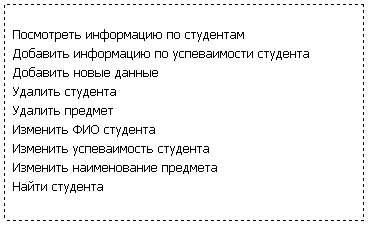 Посмотреть информацию по студентам
Добавить информацию по успеваимости студента
Добавить новые данные
Удалить студента
Удалить предмет
Изменить ФИО студента
Изменить успеваимость студента
Изменить наименование предмета
Найти студента